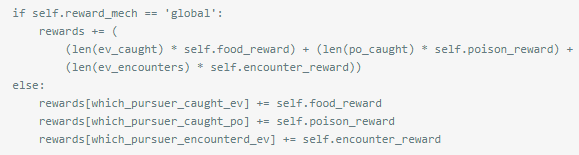 if self.reward_mech == 'global':
    rewards += (
        (len(ev_caught) * self.food_reward) + (len(po_caught) * self.poison_reward) +
        (len(ev_encounters) * self.encounter_reward))
else:
    rewards[which_pursuer_caught_ev] += self.food_reward
    rewards[which_pursuer_caught_po] += self.poison_reward
    rewards[which_pursuer_encounterd_ev] += self.encounter_reward